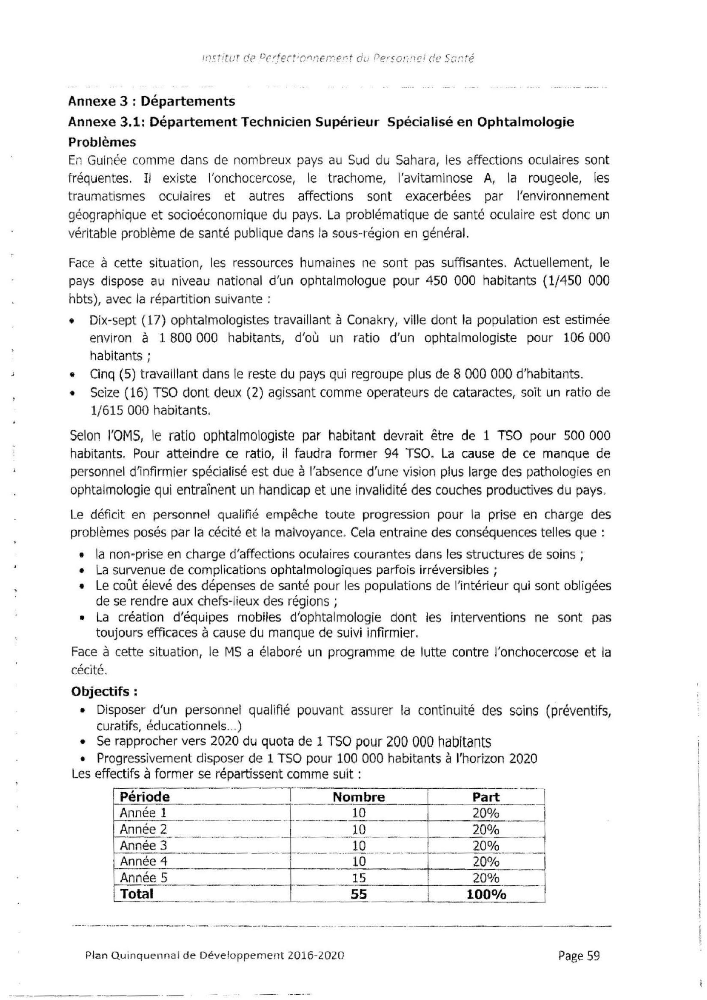 Institut de Perfectionnement du Personnel de Santé
Annexe 3 : Départements
Annexe 3.1: Département Technicien Supérieur Spécialisé en Ophtalmologie
Problèmes
En Guinée comme dans de nombreux pays au Sud du Sahara, les affections oculaires sont
fréquentes. Il existe l'onchocercose, le trachome, l'avitaminose A, la rougeole, les
traumatismes oculaires et autres affections sont exacerbées par l'environnement
géographique et socioéconomique du pays. La problématique de santé oculaire est donc un
véritable problème de santé publique dans la sous-région en général.
Face à cette situation, les ressources humaines ne sont pas suffisantes. Actuellement, le
pays dispose au niveau national d'un ophtalmologue pour 450 000 habitants (1/450 000
hbts), avec la répartition suivante :
• Dix-sept (17) ophtalmologistes travaillant à Conakry, ville dont la population est estimée
environ à 1 800 000 habitants, d'où un ratio d'un ophtalmologiste pour 106 000
habitants ;
• Cinq (5) travaillant dans le reste du pays qui regroupe plus de 8 000 000 d'habitants.
• Seize (16) TSO dont deux (2) agissant comme operateurs de cataractes, soit un ratio de
1/615 000 habitants.
Selon l'OMS, le ratio ophtalmologiste par habitant devrait être de 1 TSO pour 500 000
habitants. Pour atteindre ce ratio, il faudra former 94 TSO. La cause de ce manque de
personnel d'infirmier spécialisé est due à l'absence d'une vision plus large des pathologies en
ophtalmologie qui entraînent un handicap et une invalidité des couches productives du pays.
Le déficit en personnel qualifié empêche toute progression pour la prise en charge des
problèmes posés par la cécité et la malvoyance. Cela entraine des conséquences telles que :
• la non-prise en charge d'affections oculaires courantes dans les structures de soins ;
• La survenue de complications ophtalmologiques parfois irréversibles ;
• Le coût élevé des dépenses de santé pour les populations de l'intérieur qui sont obligées
de se rendre aux chefs-lieux des régions ;
• La création d'équipes mobiles d'ophtalmologie dont les interventions ne sont pas
toujours efficaces à cause du manque de suivi infirmier.
Face à cette situation, le MS a élaboré un programme de lutte contre l'onchocercose et la
cécité.
Objectifs :
• Disposer d'un personnel qualifié pouvant assurer la continuité des soins (préventifs,
curatifs, éducationnels...)
• Se rapprocher vers 2020 du quota de 1 TSO pour 200 000 habitants
• Progressivement disposer de 1 TSO pour 100 000 habitants à l'horizon 2020
Les effectifs à former se répartissent comme suit :
Période Nombre Part
Année 1 10 20%
Année 2 10 20%
Année 3 10 20%
Année 4 10 20%
Année 5 15 20%
Total 55 100%
Plan Quinquennal de Développement 2016-2020 Page 59